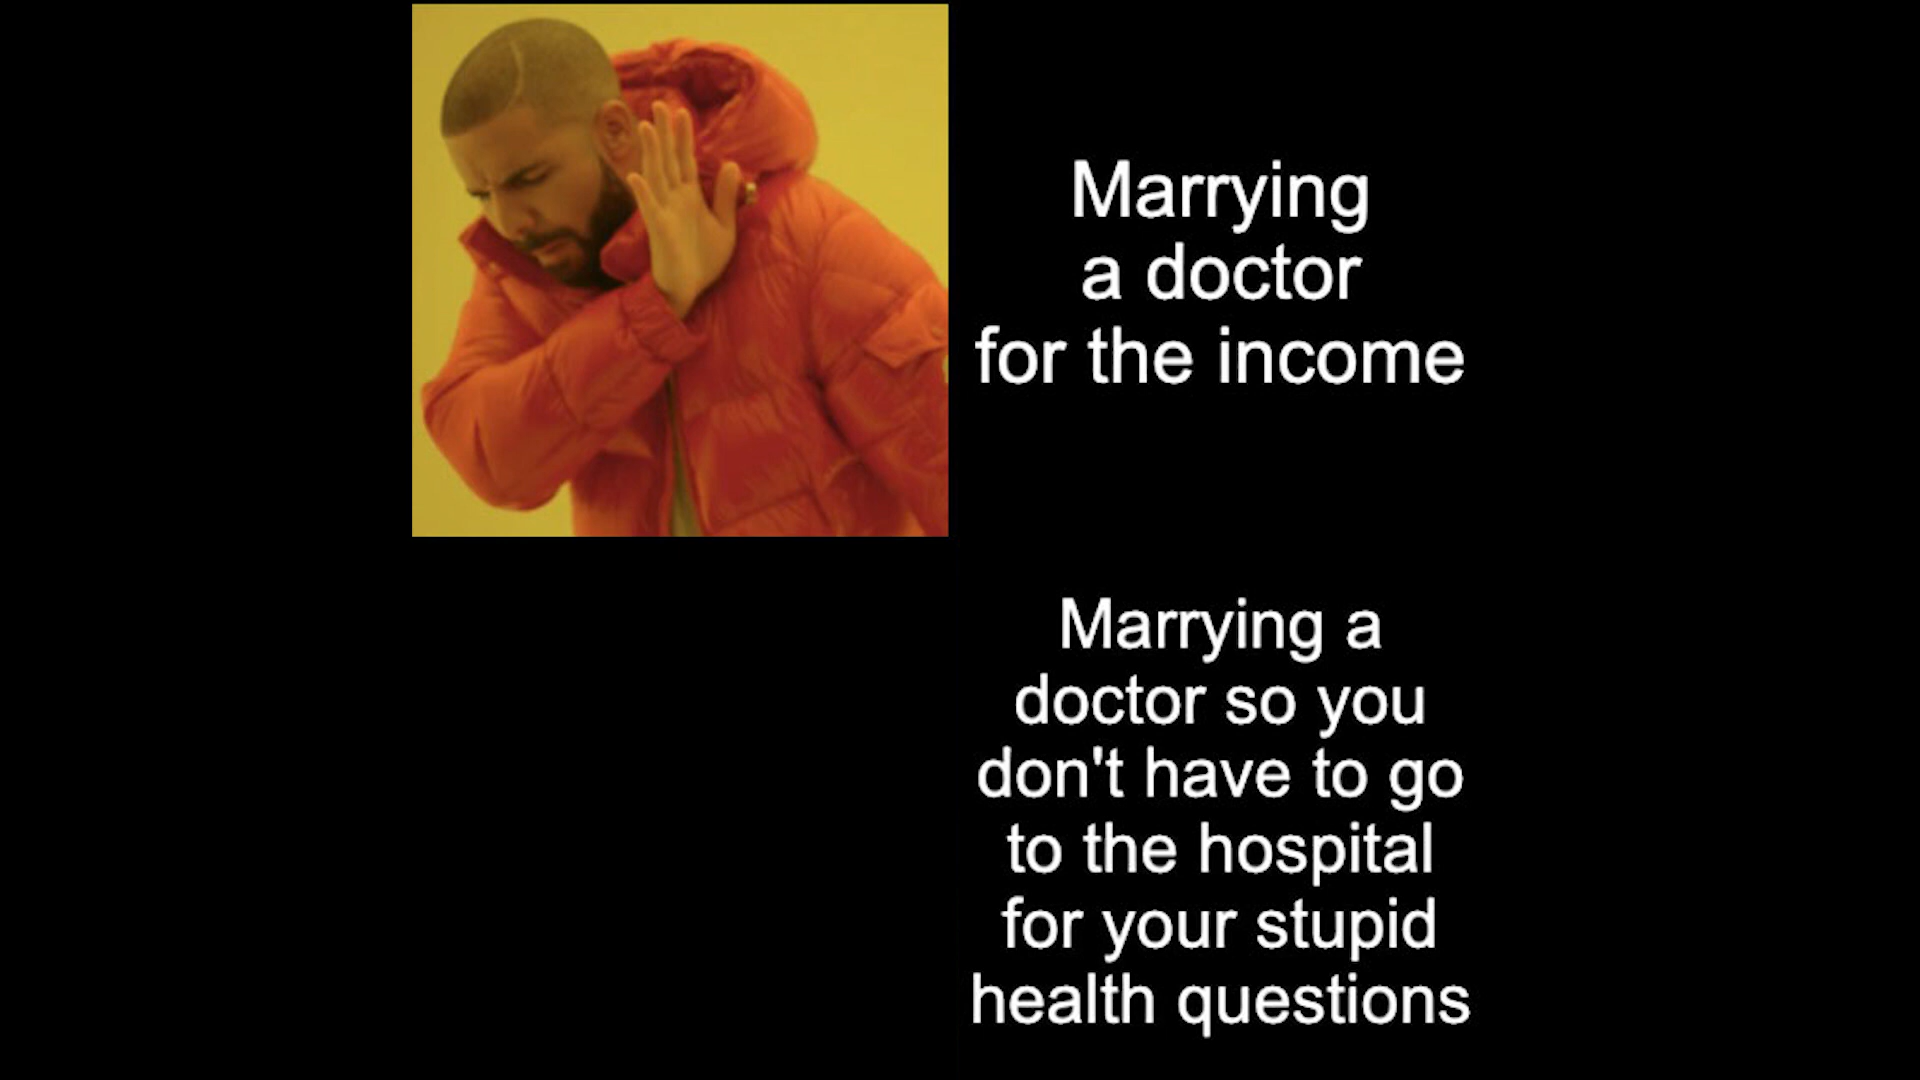 Marrying
a doctor
for the income
Marrying a
doctor so you
don't have to go
to the hospital
for your stupid
health questions